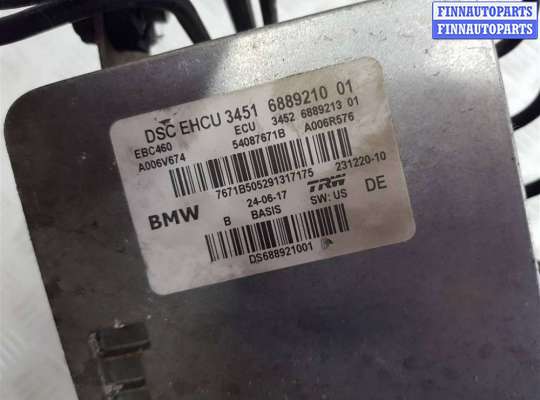 FINNAUTOPARTS
FINNAUTOPARTS
DSC EHCU 3451 6889210 01
EBC460 ECU 3452 6889213 01
A006V674 54087671B A006R576
7671B505291317175 231220-10
BMW 24-06-17 TRW DE
B BASIS SW: US
DS688921001